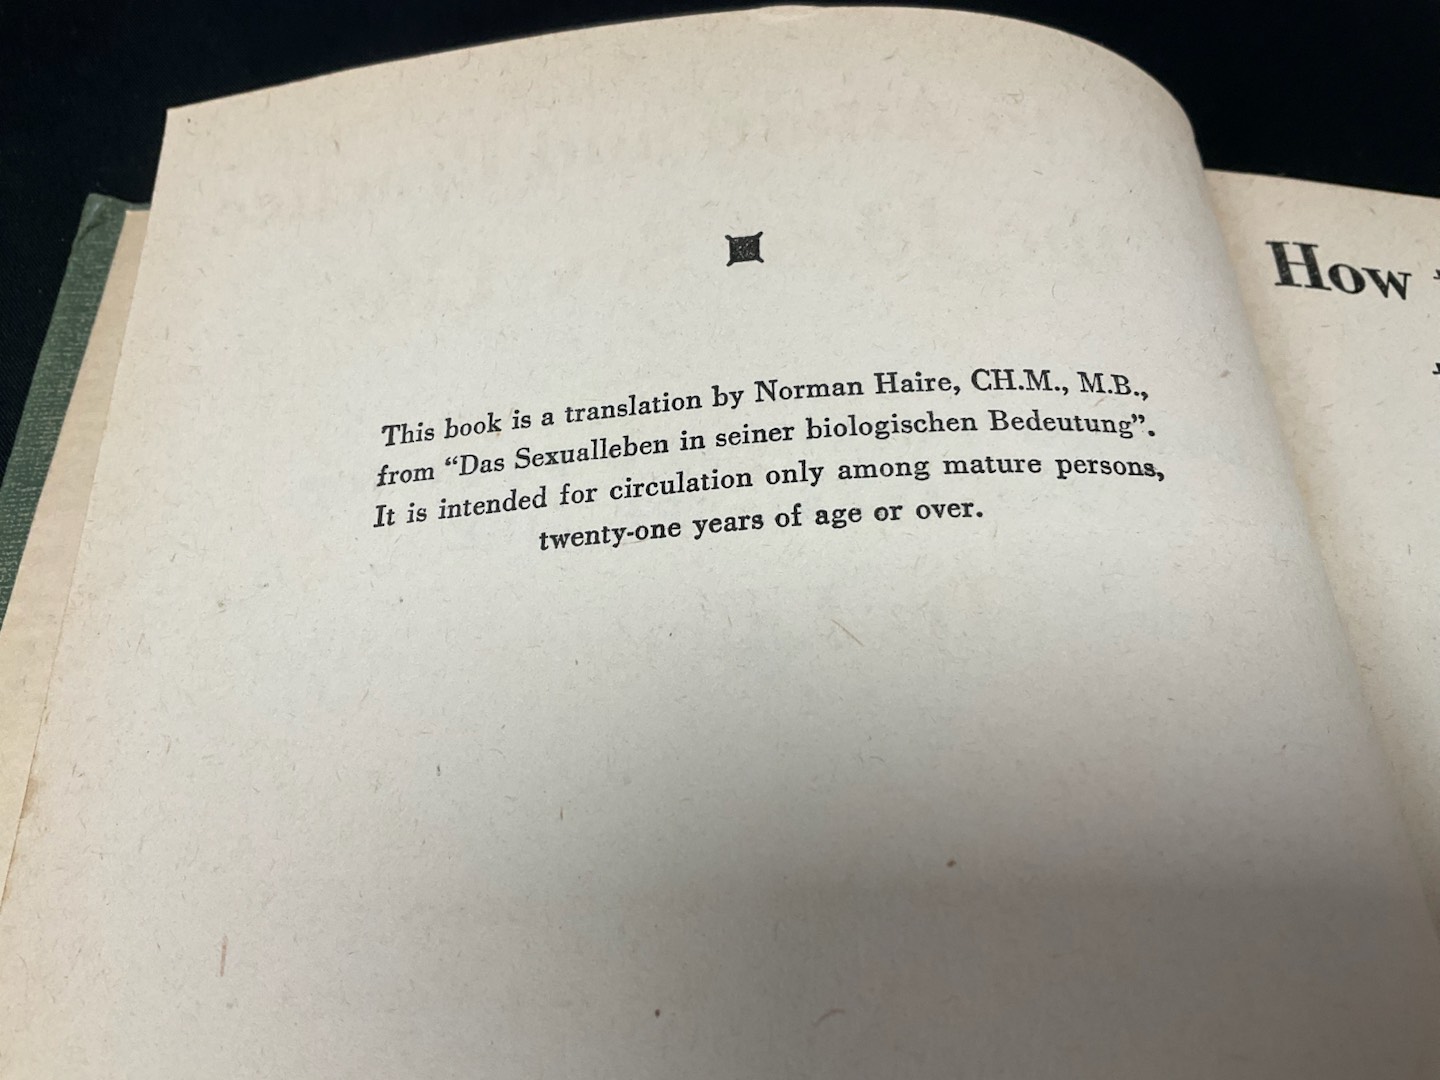 This book is a translation by Norman Haire, CH.M., M.B.,
from “Das Sexualleben in seiner biologischen Bedeutung”.
It is intended for circulation only among mature persons,
twenty-one years of age or over.
How